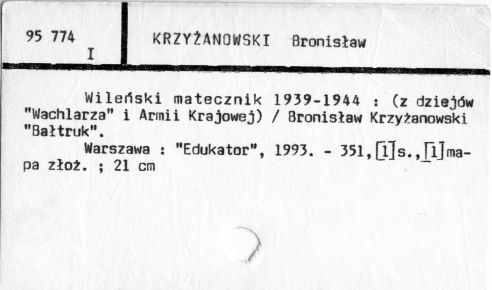 95 774
I
KRZYŻANOWSKI Bronisław
Wileński matecznik 1939-1944 : (z dziejów
"Wachlarza" i Armii Krajowej) / Bronisław Krzyżanowski
"Bałtruk".
Warszawa : "Edukator", 1993. - 351,[1]s.,[1]ma-
pa złoż. ; 21 cm